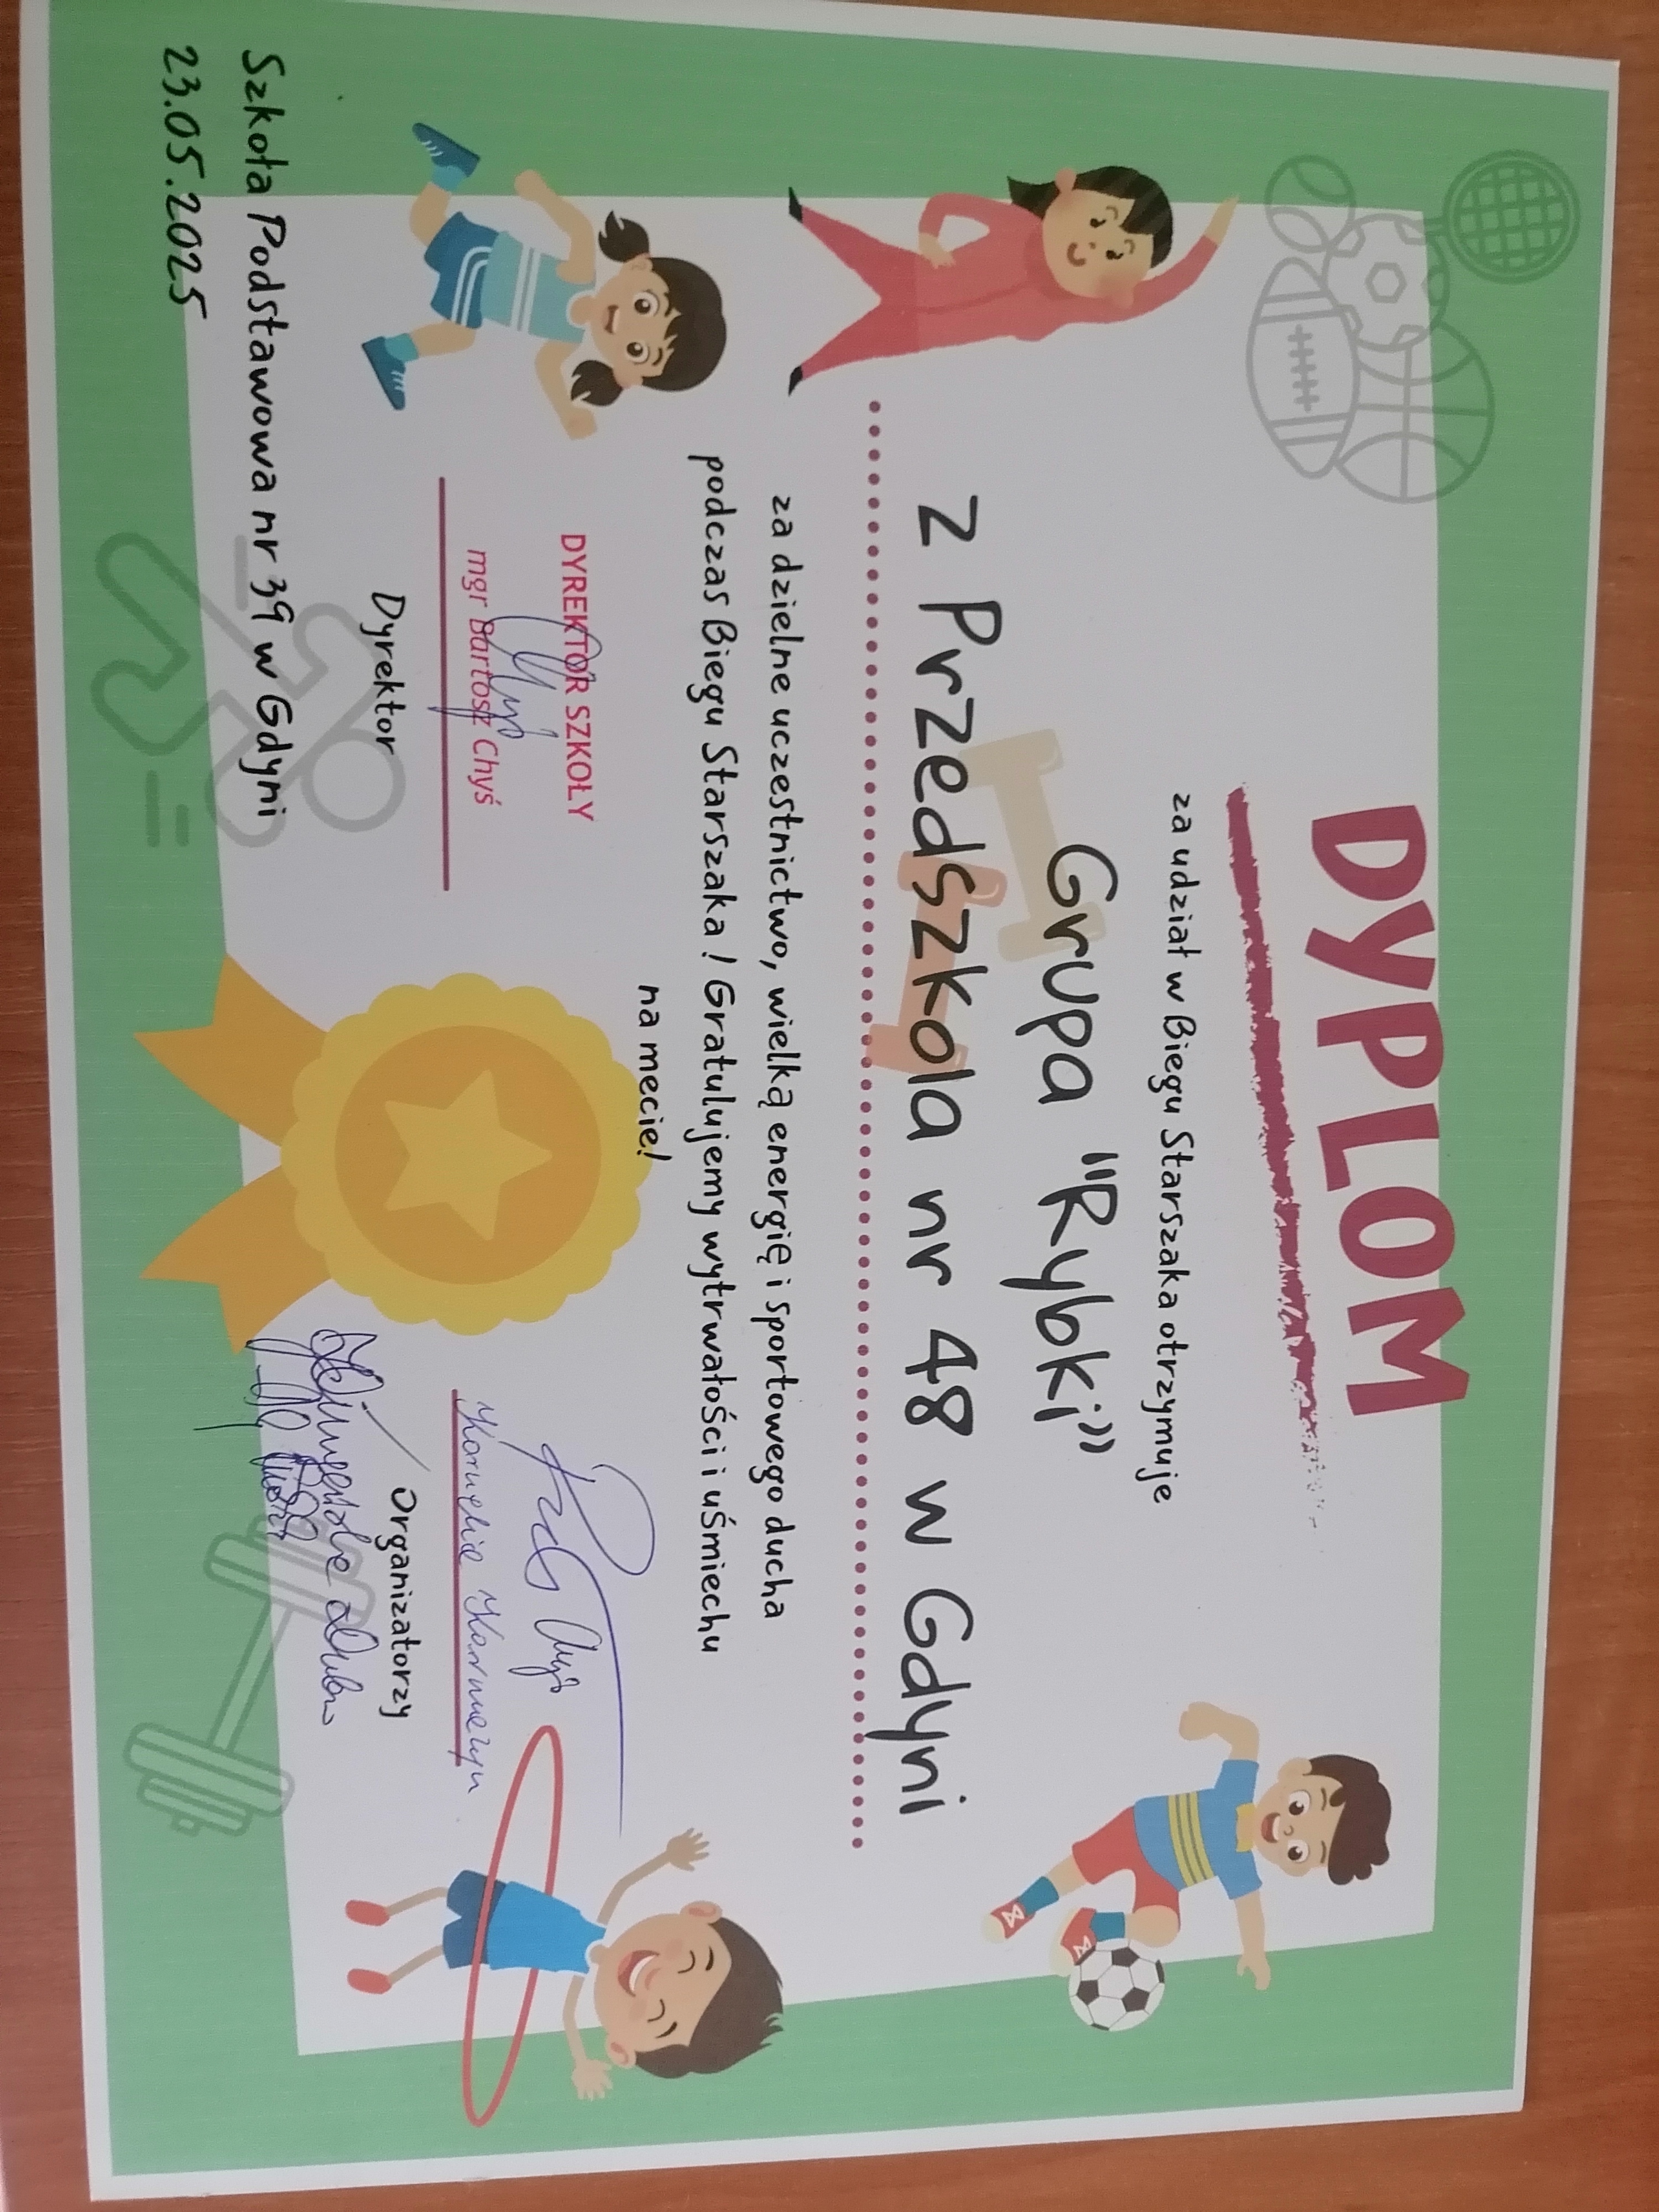 DYPLOM
za udział w Biegu Starszaka otrzymuje
Grupa "Rybki"
z Przedszkola nr 48 w Gdyni
za dzielne uczestnictwo, wielką energię i sportowego ducha
podczas Biegu Starszaka! Gratulujemy wytrwałości i uśmiechu
na mecie!
DYREKTOR SZKOŁY
mgr Bartosz Chyś
Dyrektor
Organizatorzy
Szkoła Podstawowa nr 39 w Gdyni
23.05.2025